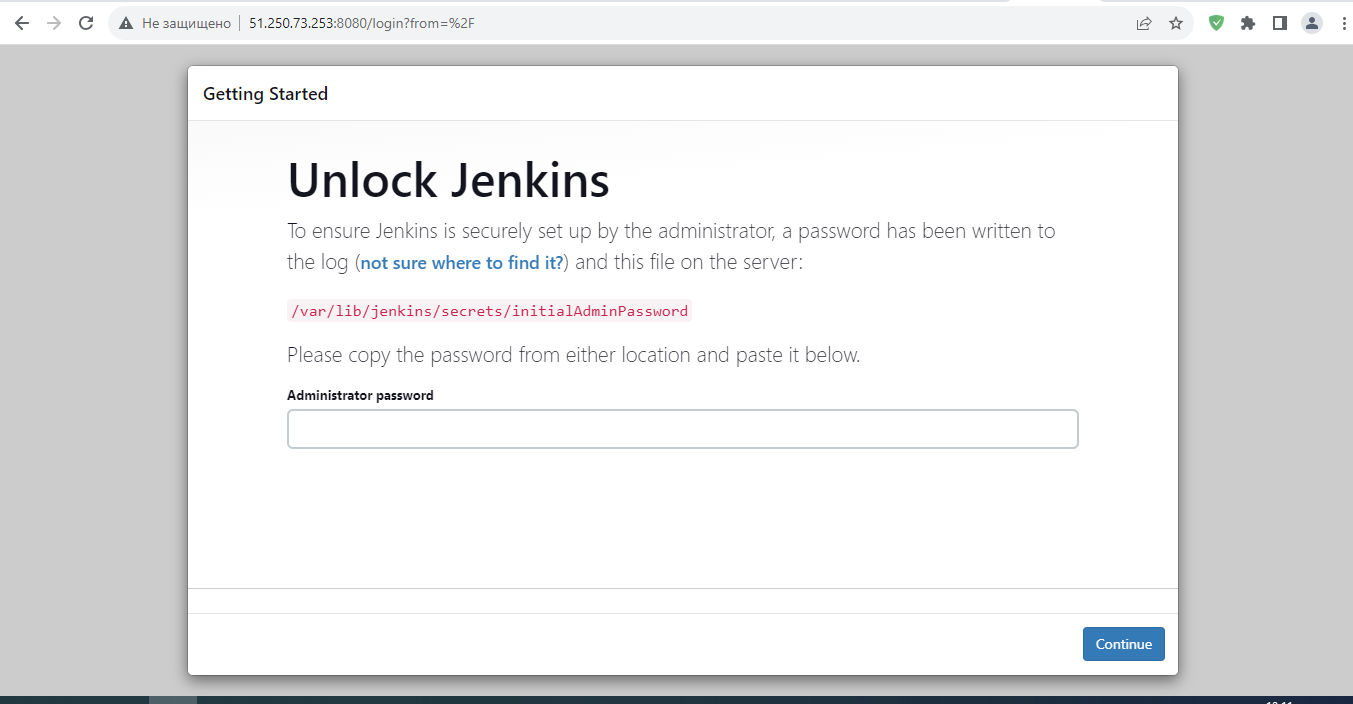 Не защищено 51.250.73.253:8080/login?from=%2F
Getting Started
Unlock Jenkins
To ensure Jenkins is securely set up by the administrator, a password has been written to
the log (not sure where to find it?) and this file on the server:
/var/lib/jenkins/secrets/initialAdminPassword
Please copy the password from either location and paste it below.
Administrator password
Continue